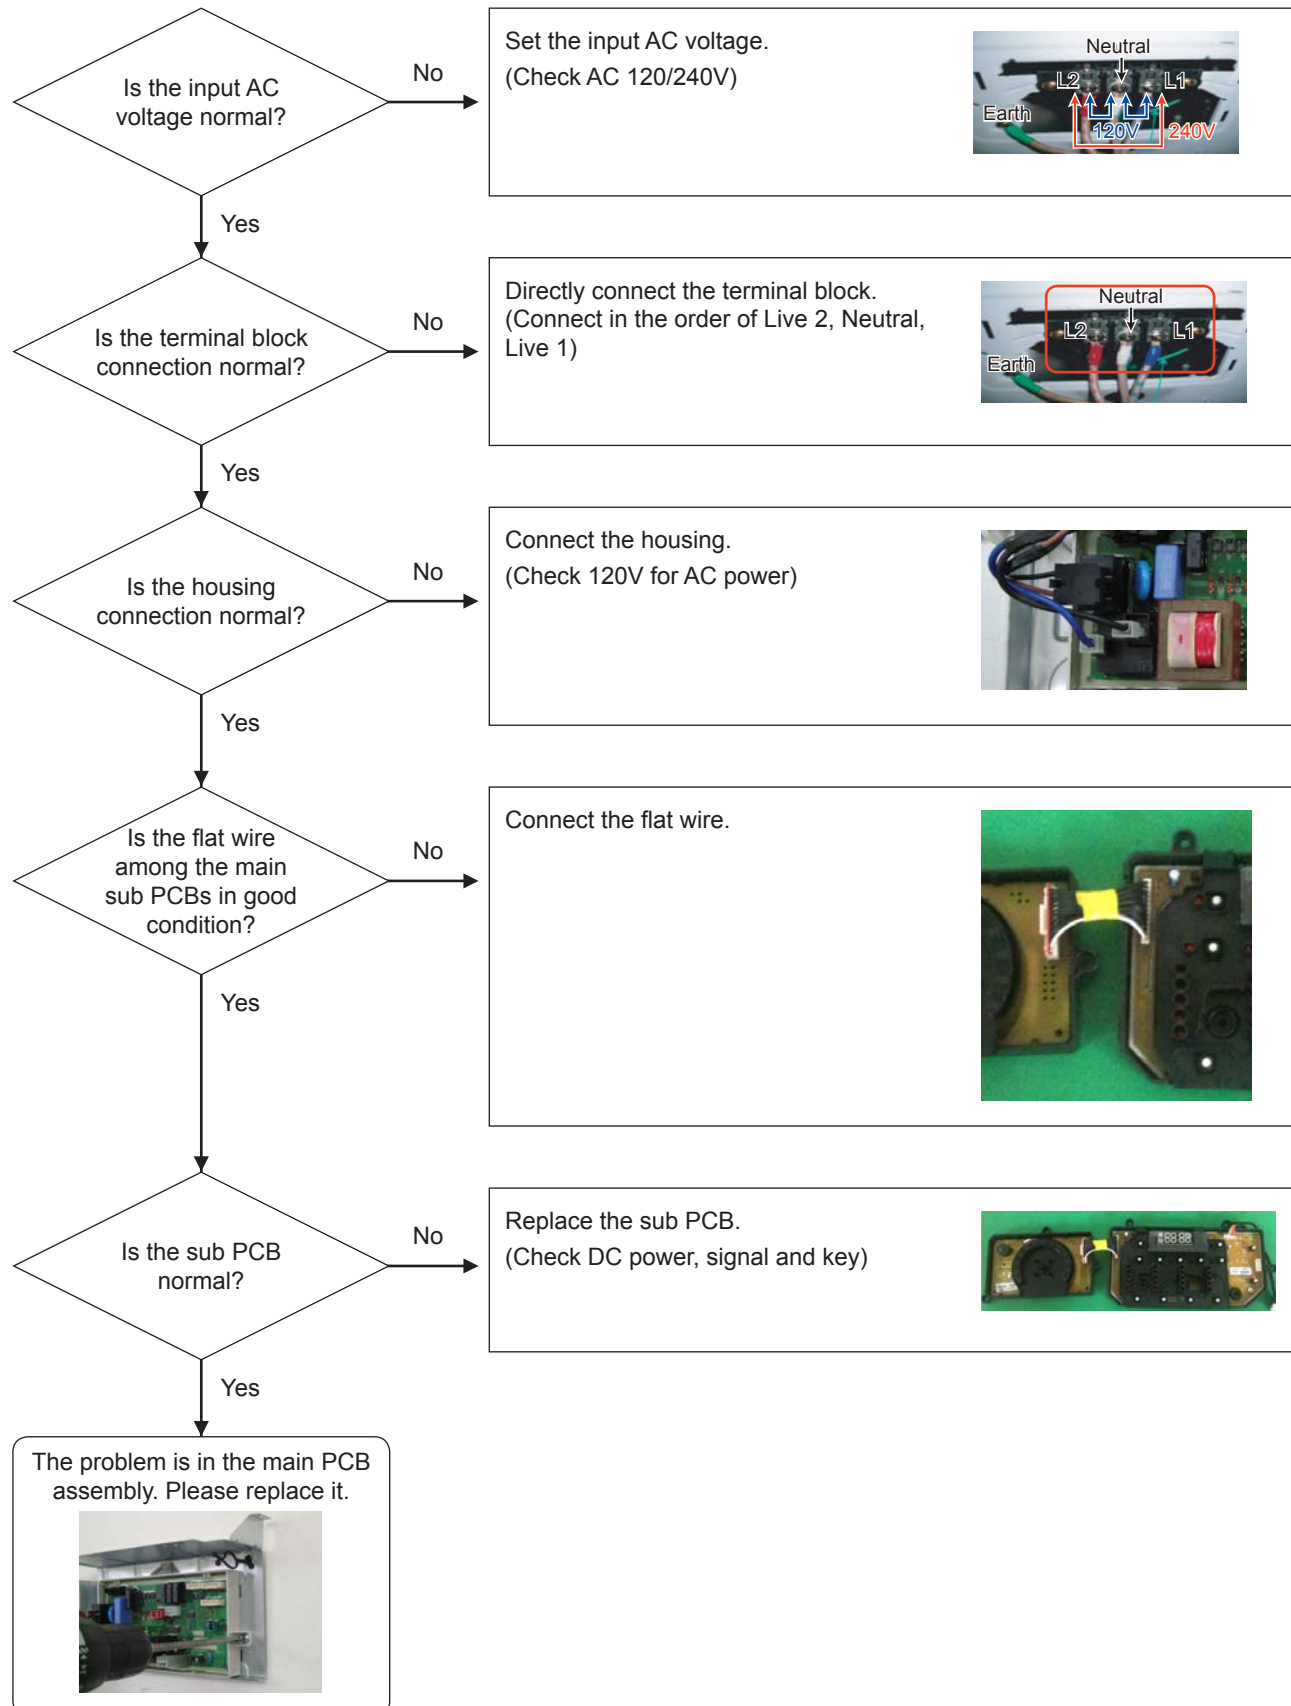 Is the input AC
voltage normal?
No
Set the input AC voltage.
(Check AC 120/240V)
Neutral
L2
L1
Earth
120V
240V
Yes
Is the terminal block
connection normal?
No
Directly connect the terminal block.
(Connect in the order of Live 2, Neutral,
Live 1)
Neutral
L2
L1
Earth
Yes
Is the housing
connection normal?
No
Connect the housing.
(Check 120V for AC power)
Yes
Is the flat wire
among the main
sub PCBs in good
condition?
No
Connect the flat wire.
Yes
Is the sub PCB
normal?
No
Replace the sub PCB.
(Check DC power, signal and key)
Yes
The problem is in the main PCB
assembly. Please replace it.